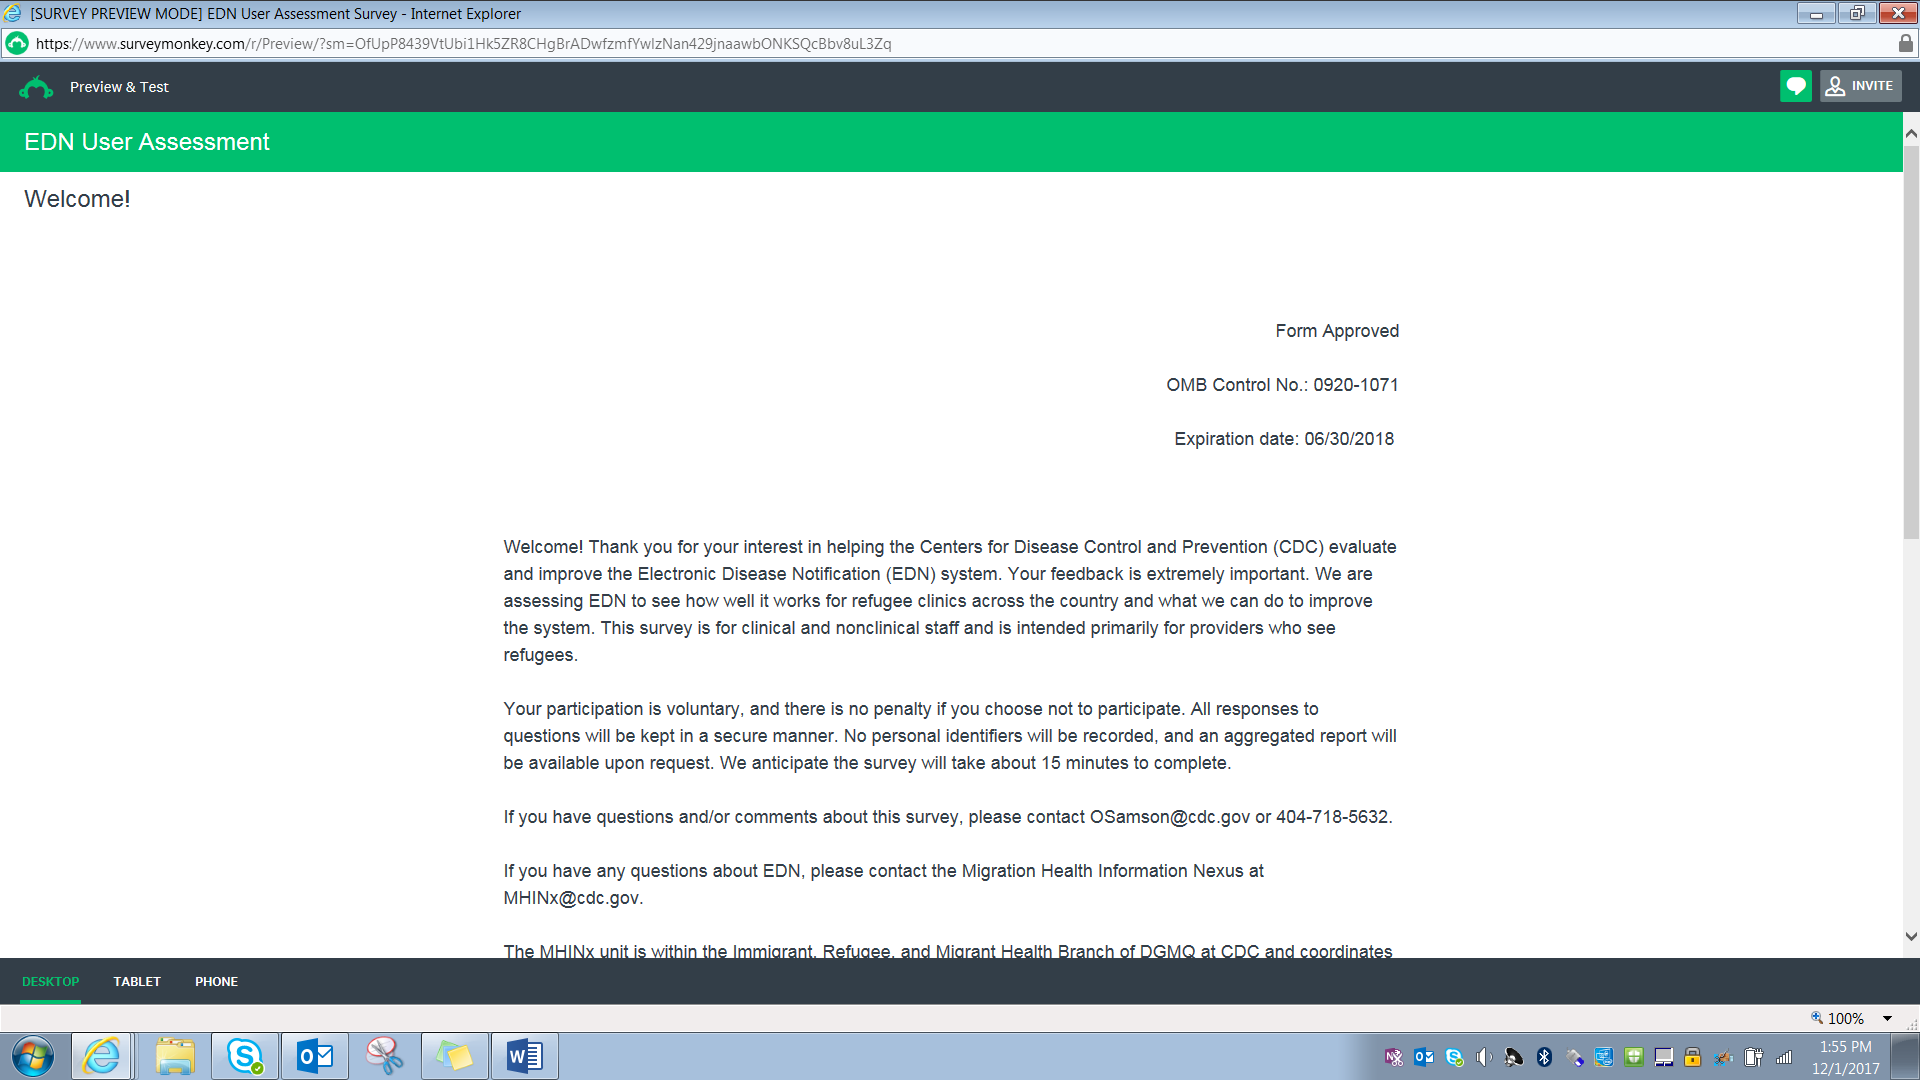 [SURVEY PREVIEW MODE] EDN User Assessment Survey - Internet Explorer
https://www.surveymonkey.com/r/Preview/?sm=OfUpP8439VtUbi1Hk5ZR8CHgBrADwfzmfYwlzNan429jnaawbONKSQcBbv8uL3Zq
Preview & Test
INVITE
EDN User Assessment
Welcome!
Form Approved
OMB Control No.: 0920-1071
Expiration date: 06/30/2018
Welcome! Thank you for your interest in helping the Centers for Disease Control and Prevention (CDC) evaluate
and improve the Electronic Disease Notification (EDN) system. Your feedback is extremely important. We are
assessing EDN to see how well it works for refugee clinics across the country and what we can do to improve
the system. This survey is for clinical and nonclinical staff and is intended primarily for providers who see
refugees.
Your participation is voluntary, and there is no penalty if you choose not to participate. All responses to
questions will be kept in a secure manner. No personal identifiers will be recorded, and an aggregated report will
be available upon request. We anticipate the survey will take about 15 minutes to complete.
If you have questions and/or comments about this survey, please contact OSamson@cdc.gov or 404-718-5632.
If you have any questions about EDN, please contact the Migration Health Information Nexus at
MHINx@cdc.gov.
The MHINx unit is within the Immigrant, Refugee, and Migrant Health Branch of DGMQ at CDC and coordinates
DESKTOP TABLET PHONE
100%
1:55 PM
12/1/2017